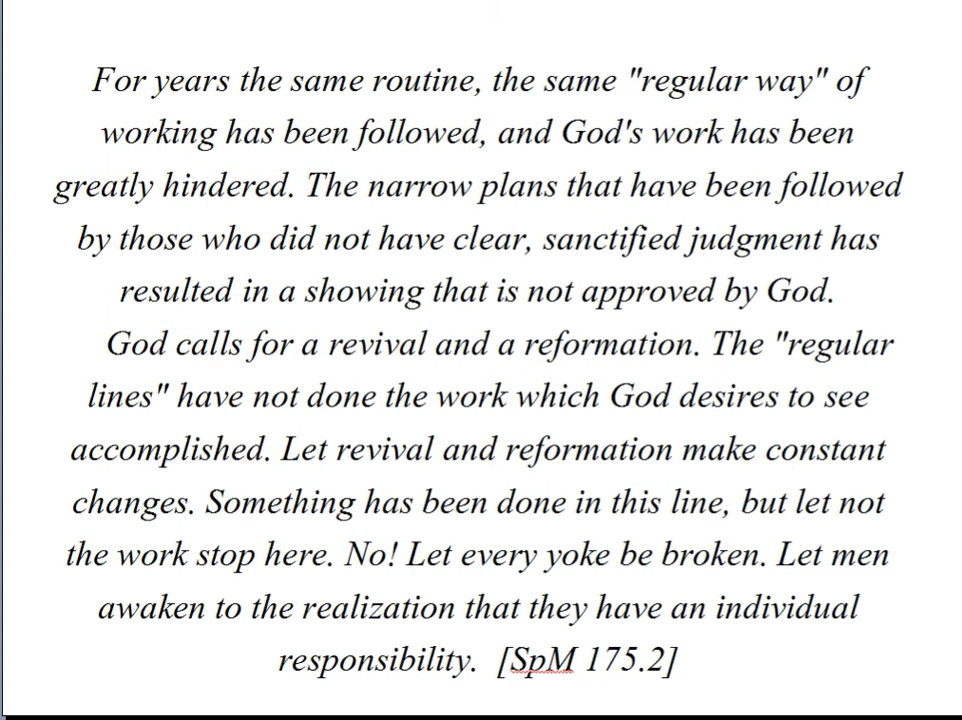 For years the same routine, the same "regular way" of
working has been followed, and God's work has been
greatly hindered. The narrow plans that have been followed
by those who did not have clear, sanctified judgment has
resulted in a showing that is not approved by God.
God calls for a revival and a reformation. The "regular
lines" have not done the work which God desires to see
accomplished. Let revival and reformation make constant
changes. Something has been done in this line, but let not
the work stop here. No! Let every yoke be broken. Let men
awaken to the realization that they have an individual
responsibility. [SpM 175.2]